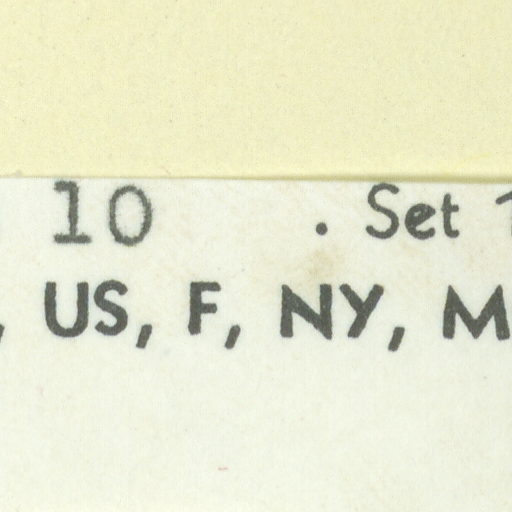 10 . Set
, US, F, NY,